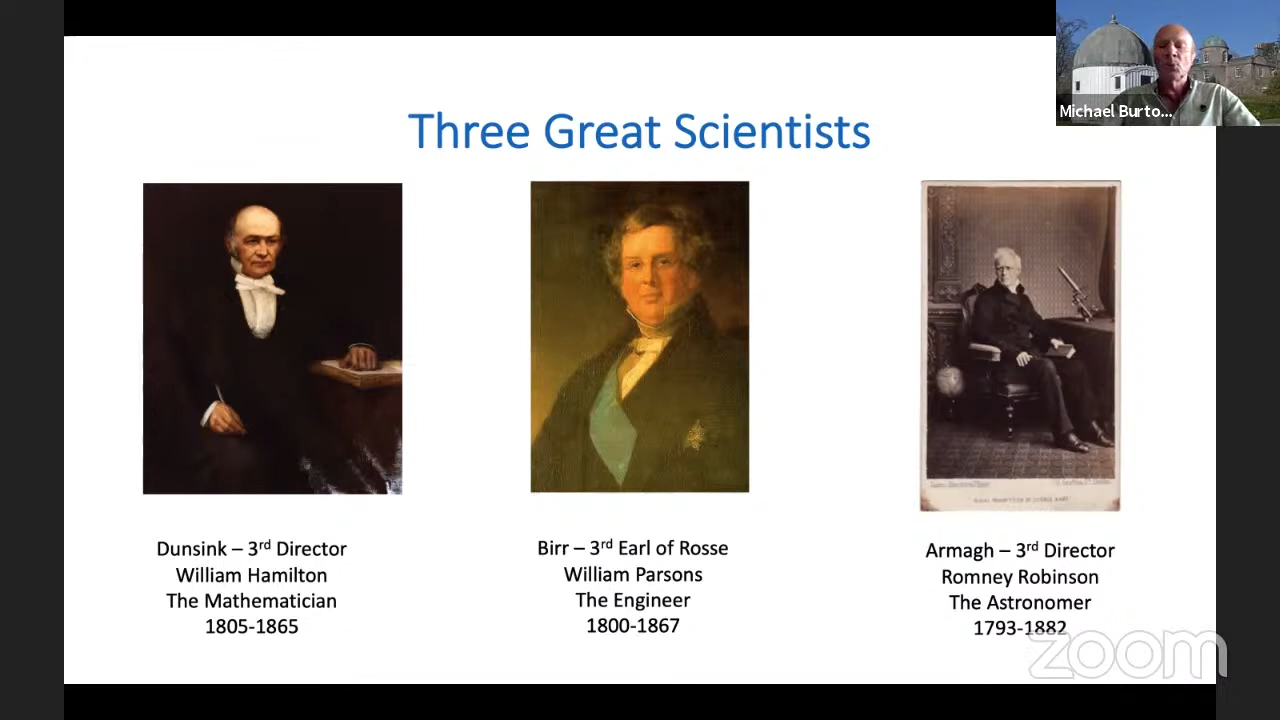 Three Great Scientists
Michael Burto...
Dunsink – 3rd Director
William Hamilton
The Mathematician
1805-1865
Birr – 3rd Earl of Rosse
William Parsons
The Engineer
1800-1867
Armagh – 3rd Director
Romney Robinson
The Astronomer
1793-1882
zoom